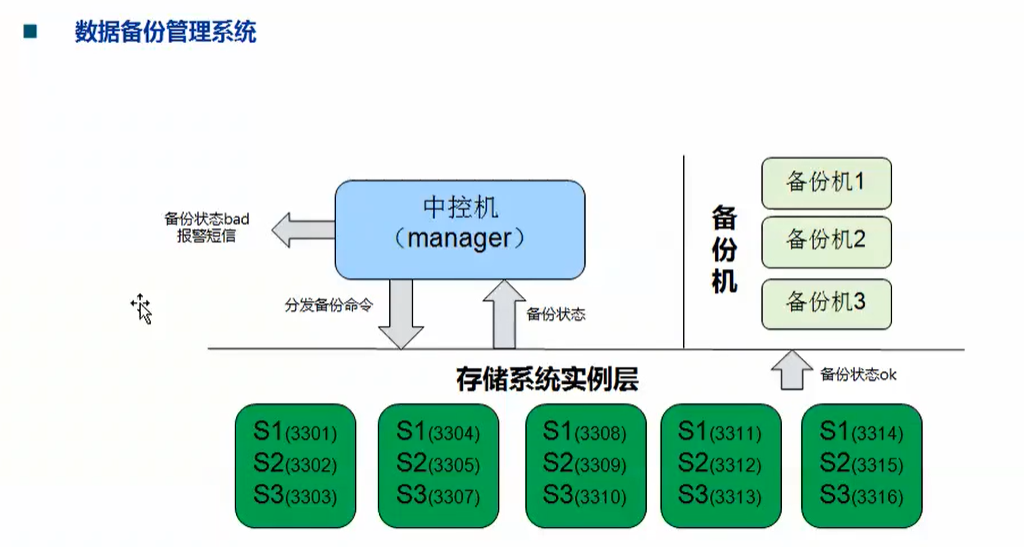 数据备份管理系统
中控机
（manager）
备份状态bad
报警短信
分发备份命令
备份状态
备份机
备份机1
备份机2
备份机3
存储系统实例层
备份状态ok
S1(3301)
S2(3302)
S3(3303)
S1(3304)
S2(3305)
S3(3307)
S1(3308)
S2(3309)
S3(3310)
S1(3311)
S2(3312)
S3(3313)
S1(3314)
S2(3315)
S3(3316)